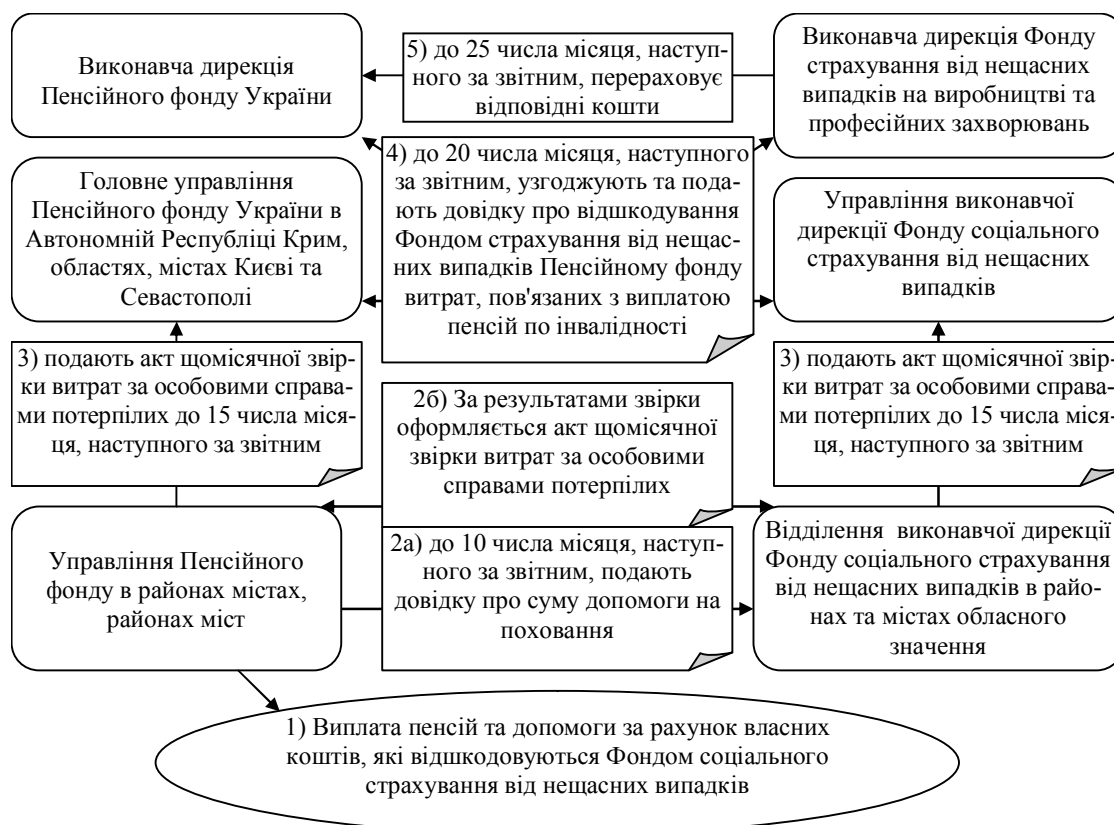 Виконавча дирекція
Пенсійного фонду України
5) до 25 числа місяця, насту-
пного за звітним, перераховує
відповідні кошти
Виконавча дирекція Фонду
страхування від нещасних
випадків на виробництві та
професійних захворювань
Головне управління
Пенсійного фонду України в
Автономній Республіці Крим,
областях, містах Києві та
Севастополі
4) до 20 числа місяця, наступного
за звітним, узгоджують та пода-
ють довідку про відшкодування
Фондом страхування від нещас-
них випадків Пенсійному фонду
витрат, пов'язаних з виплатою
пенсій по інвалідності
Управління виконавчої
дирекції Фонду соціального
страхування від нещасних
випадків
3) подають акт щомісячної звір-
ки витрат за особовими справа-
ми потерпілих до 15 числа міся-
ця, наступного за звітним
2б) За результатами звірки
оформляється акт щомісячної
звірки витрат за особовими
справами потерпілих
3) подають акт щомісячної звір-
ки витрат за особовими справа-
ми потерпілих до 15 числа міся-
ця, наступного за звітним
Управління Пенсійного
фонду в районах містах,
районах міст
2а) до 10 числа місяця, наступ-
ного за звітним, подають
довідку про суму допомоги на
поховання
Відділення виконавчої дирекції
Фонду соціального страхування
від нещасних випадків в райо-
нах та містах обласного
значення
1) Виплата пенсій та допомоги за рахунок власних
коштів, які відшкодовуються Фондом соціального
страхування від нещасних випадків